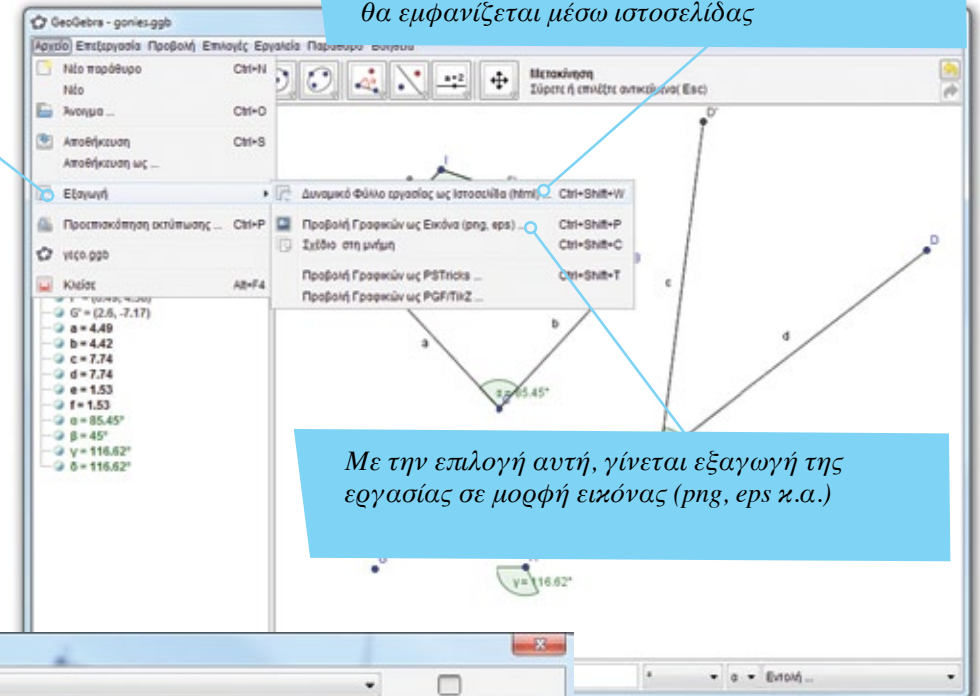 θα εμφανίζεται μέσω ιστοσελίδας
GeoGebra - gonies.ggb
Αρχείο Επεξεργασία Προβολή Επιλογές Εργαλεία Παράθυρο Βοήθεια
Νέο παράθυρο Ctrl+N
Νέο
Άνοιγμα ... Ctrl+O
Αποθήκευση Ctrl+S
Αποθήκευση ως ...
Εξαγωγή
Προεπισκόπηση εκτύπωσης ... Ctrl+P
Κλείσε Alt+F4
a=2
Μετακίνηση
Σύρετε ή επιλέξτε αντικείμενα( Esc)
Δυναμικό Φύλλο εργασίας ως Ιστοσελίδα (html) ... Ctrl+Shift+W
Προβολή Γραφικών ως Εικόνα (png, eps) ... Ctrl+Shift+P
Σχέδιο στη μνήμη Ctrl+Shift+C
Προβολή Γραφικών ως PSTricks ... Ctrl+Shift+T
Προβολή Γραφικών ως PGF/TikZ ...
G' = (2.6, -7.17)
a = 4.49
b = 4.42
c = 7.74
d = 7.74
e = 1.53
f = 1.53
α = 85.45°
β = 45°
γ = 116.62°
δ = 116.62°
I
D'
D
c
d
b
a
α = 85.45°
Με την επιλογή αυτή, γίνεται εξαγωγή της
εργασίας σε μορφή εικόνας (png, eps κ.α.)
γ = 116.62°
α Εντολή ...